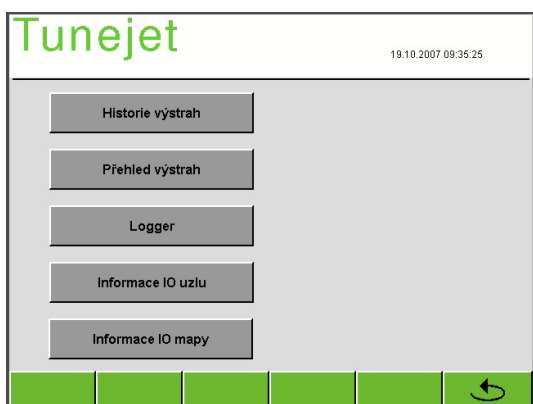 Tunejet
19.10.2007 09:35:25
Historie výstrah
Přehled výstrah
Logger
Informace IO uzlu
Informace IO mapy